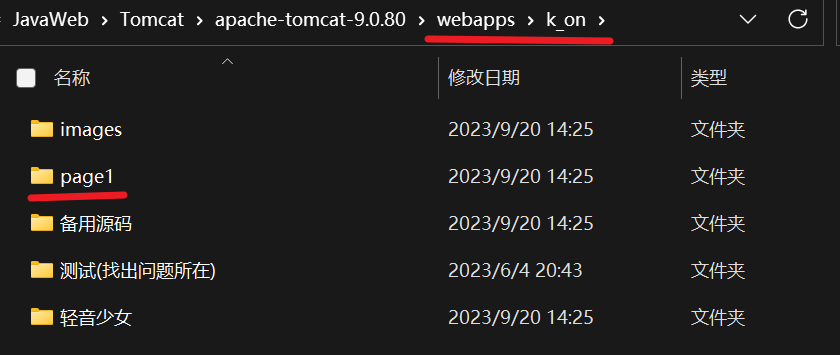 JavaWeb › Tomcat › apache-tomcat-9.0.80 › webapps › k_on ›
名称 修改日期 类型
images 2023/9/20 14:25 文件夹
page1 2023/9/20 14:25 文件夹
备用源码 2023/9/20 14:25 文件夹
测试(找出问题所在) 2023/6/4 20:43 文件夹
轻音少女 2023/9/20 14:25 文件夹